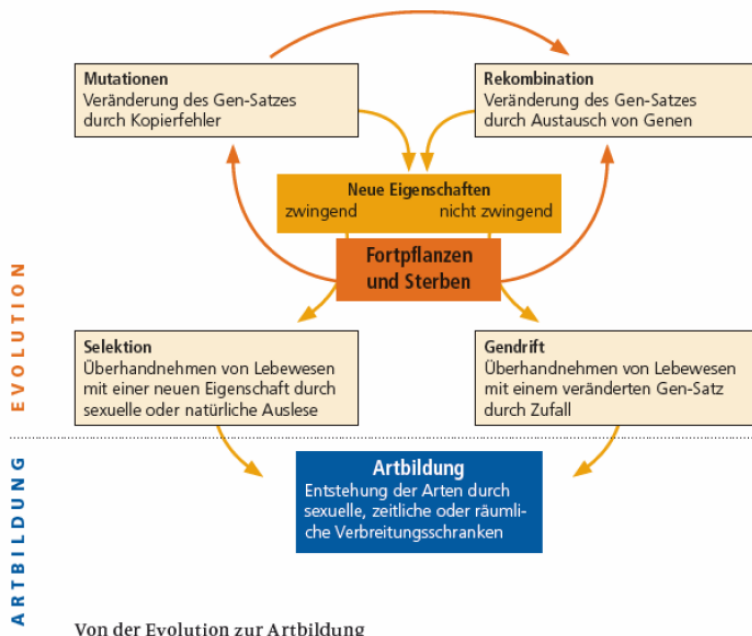 Mutationen
Veränderung des Gen-Satzes
durch Kopierfehler
Rekombination
Veränderung des Gen-Satzes
durch Austausch von Genen
Neue Eigenschaften
zwingend nicht zwingend
Fortpflanzen
und Sterben
EVOLUTION
Selektion
Überhandnehmen von Lebewesen
mit einer neuen Eigenschaft durch
sexuelle oder natürliche Auslese
Gendrift
Überhandnehmen von Lebewesen
mit einem veränderten Gen-Satz
durch Zufall
ARTBILDUNG
Artbildung
Entstehung der Arten durch
sexuelle, zeitliche oder räumli-
che Verbreitungsschranken
Von der Evolution zur Artbildung